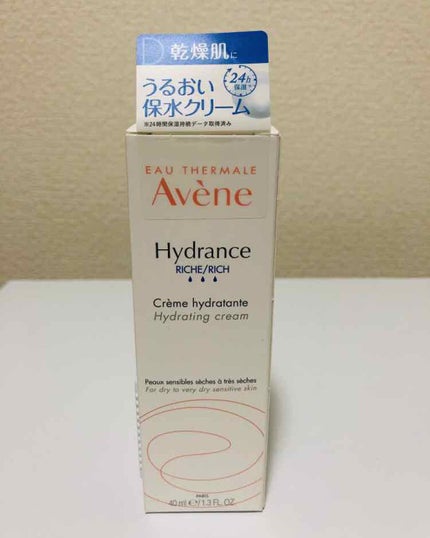 乾燥肌に
うるおい
保水クリーム
24h
保湿※
※24時間保湿持続データ取得済み
EAU THERMALE
Avène
Hydrance
RICHE/RICH
Crème hydratante
Hydrating cream
Peaux sensibles sèches à très sèches
For dry to very dry sensitive skin
PARIS
40 ml ℮/1.3 FL. OZ.